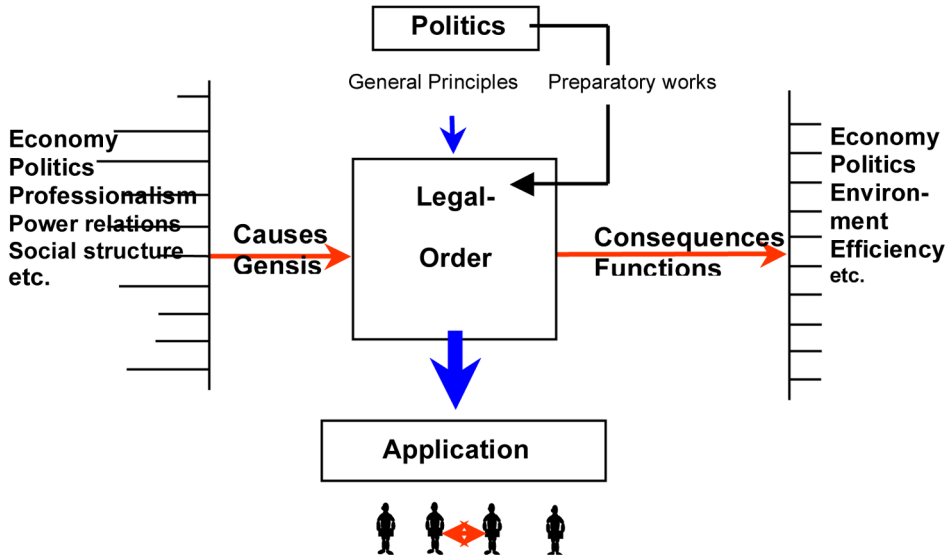 Politics
General Principles
Preparatory works
Economy
Politics
Professionalism
Power relations
Social structure
etc.
Causes
Gensis
Legal-
Order
Consequences
Functions
Economy
Politics
Environ-
ment
Efficiency
etc.
Application